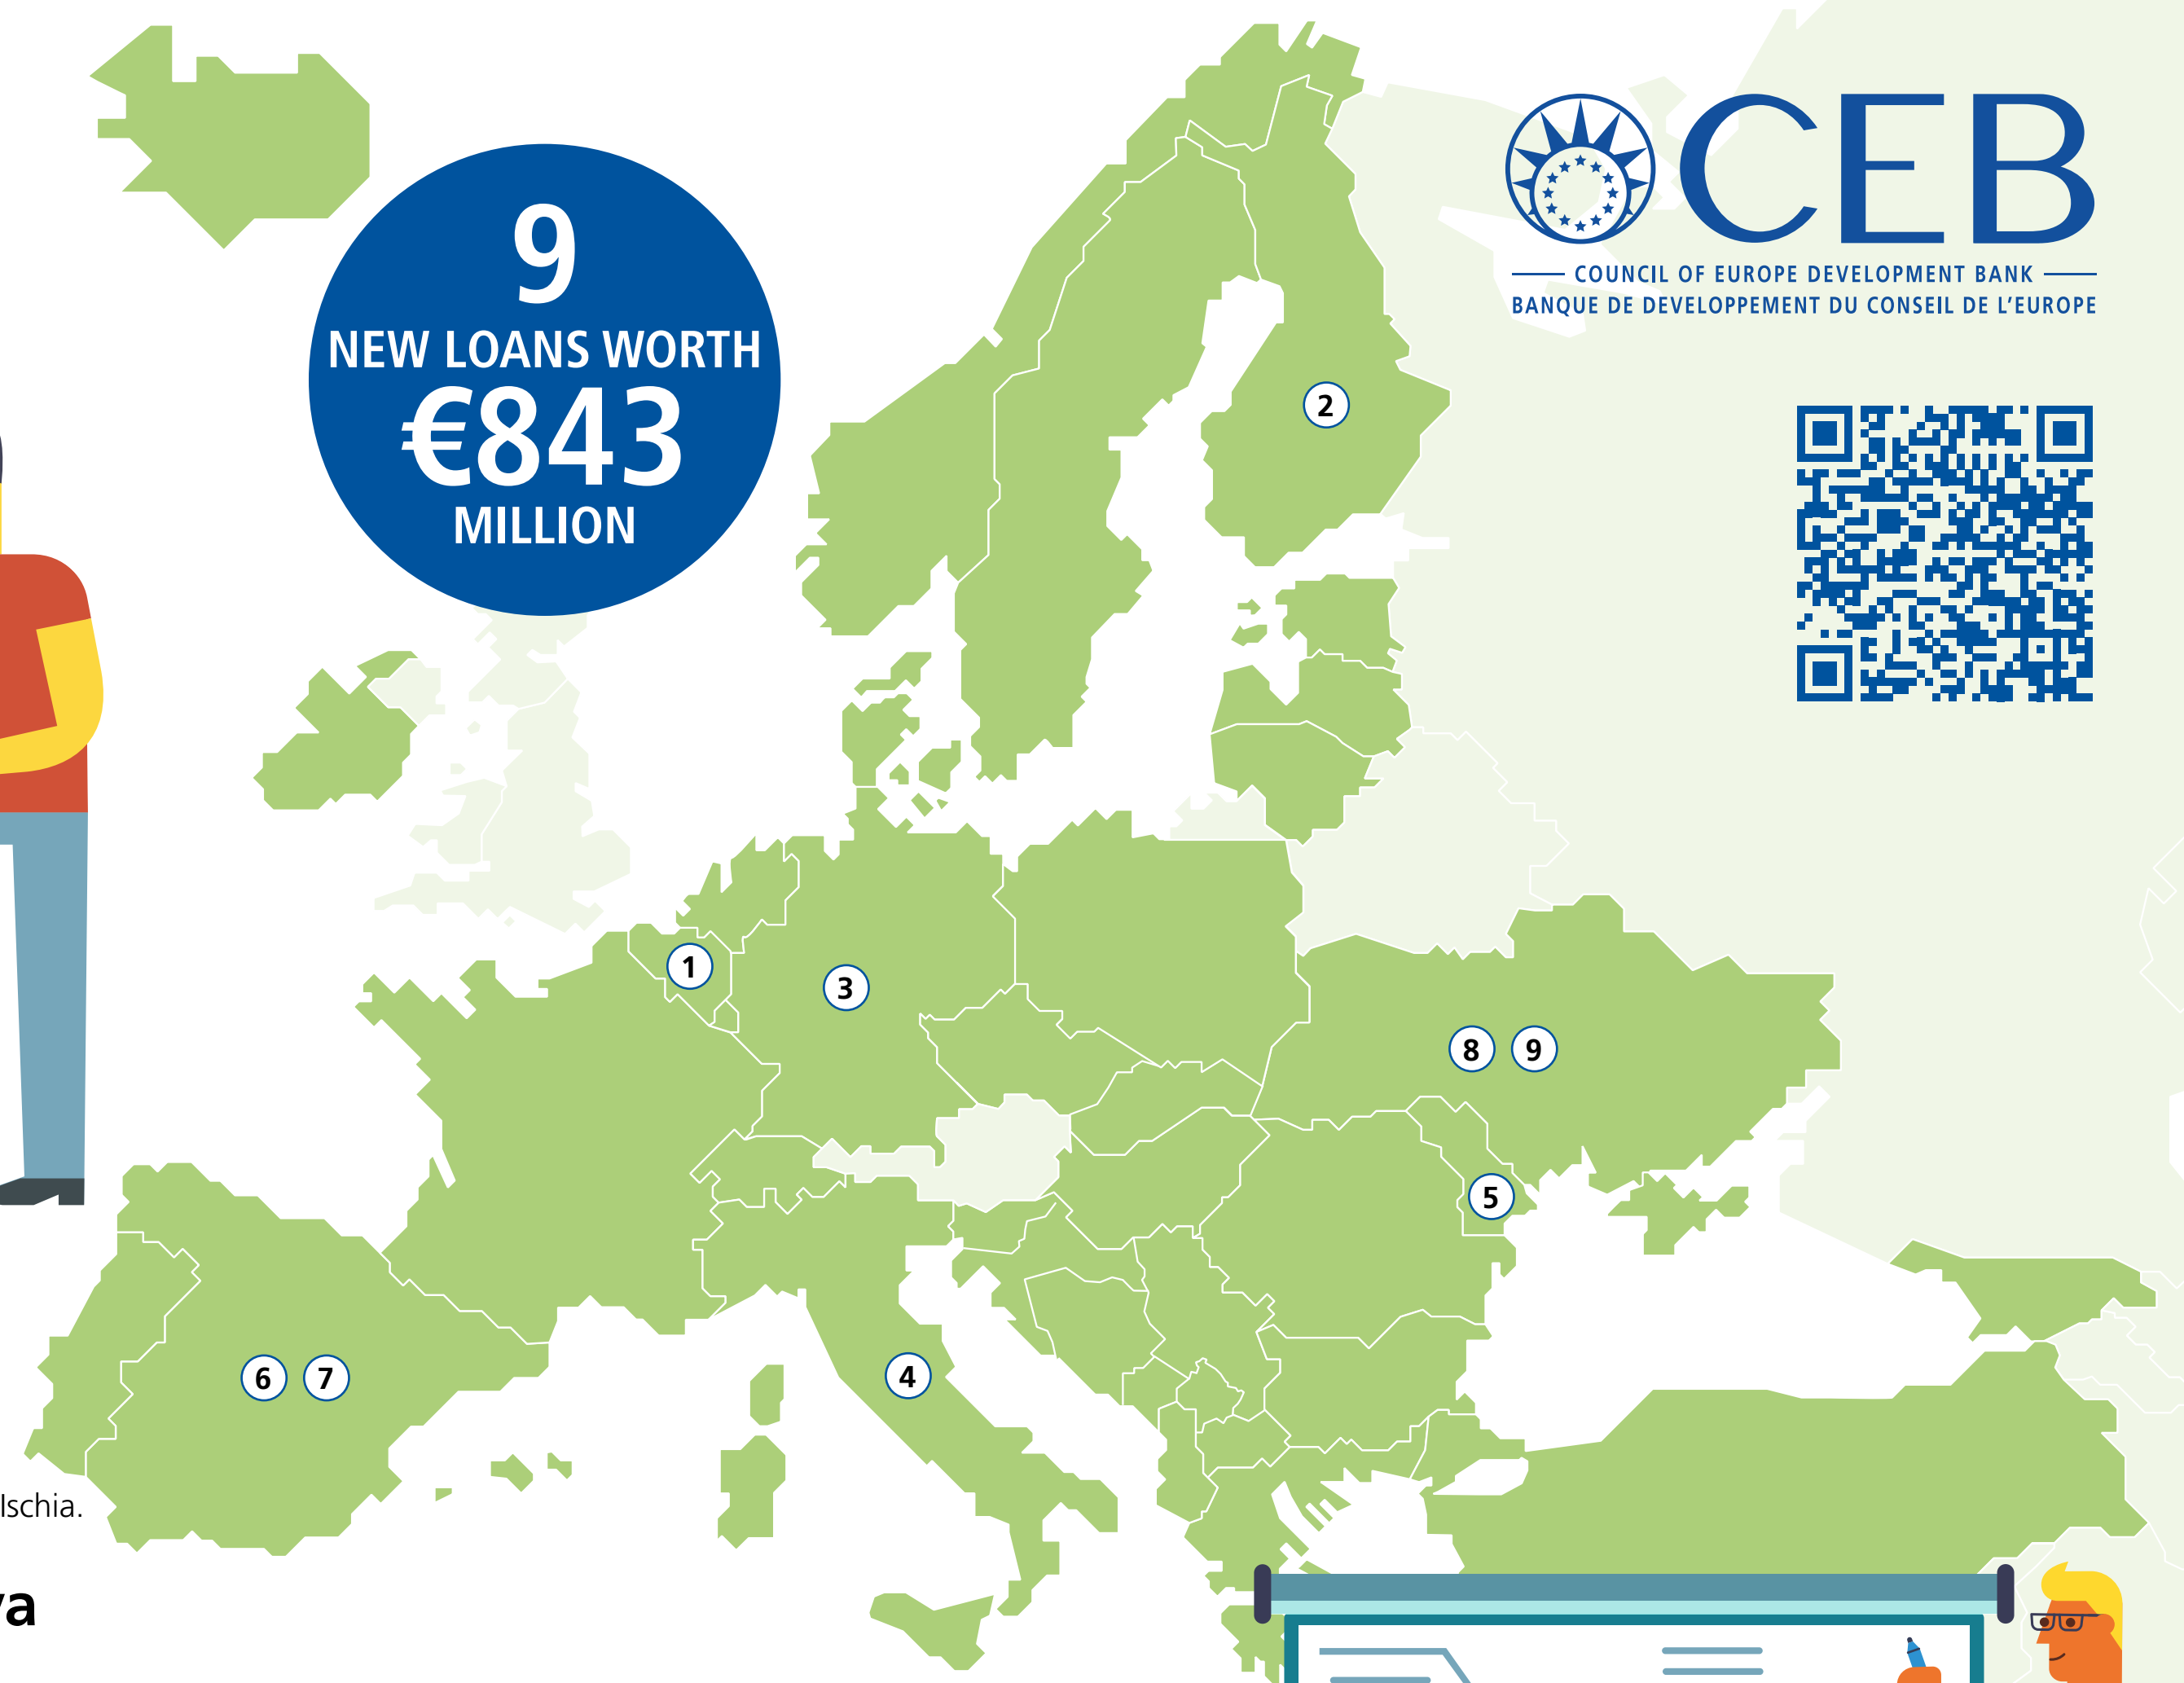 9
NEW LOANS WORTH
€843
MILLION
CEB
COUNCIL OF EUROPE DEVELOPMENT BANK
BANQUE DE DEVELOPPEMENT DU CONSEIL DE L'EUROPE
2
1
3
8 9
5
6 7
4
Ischia.